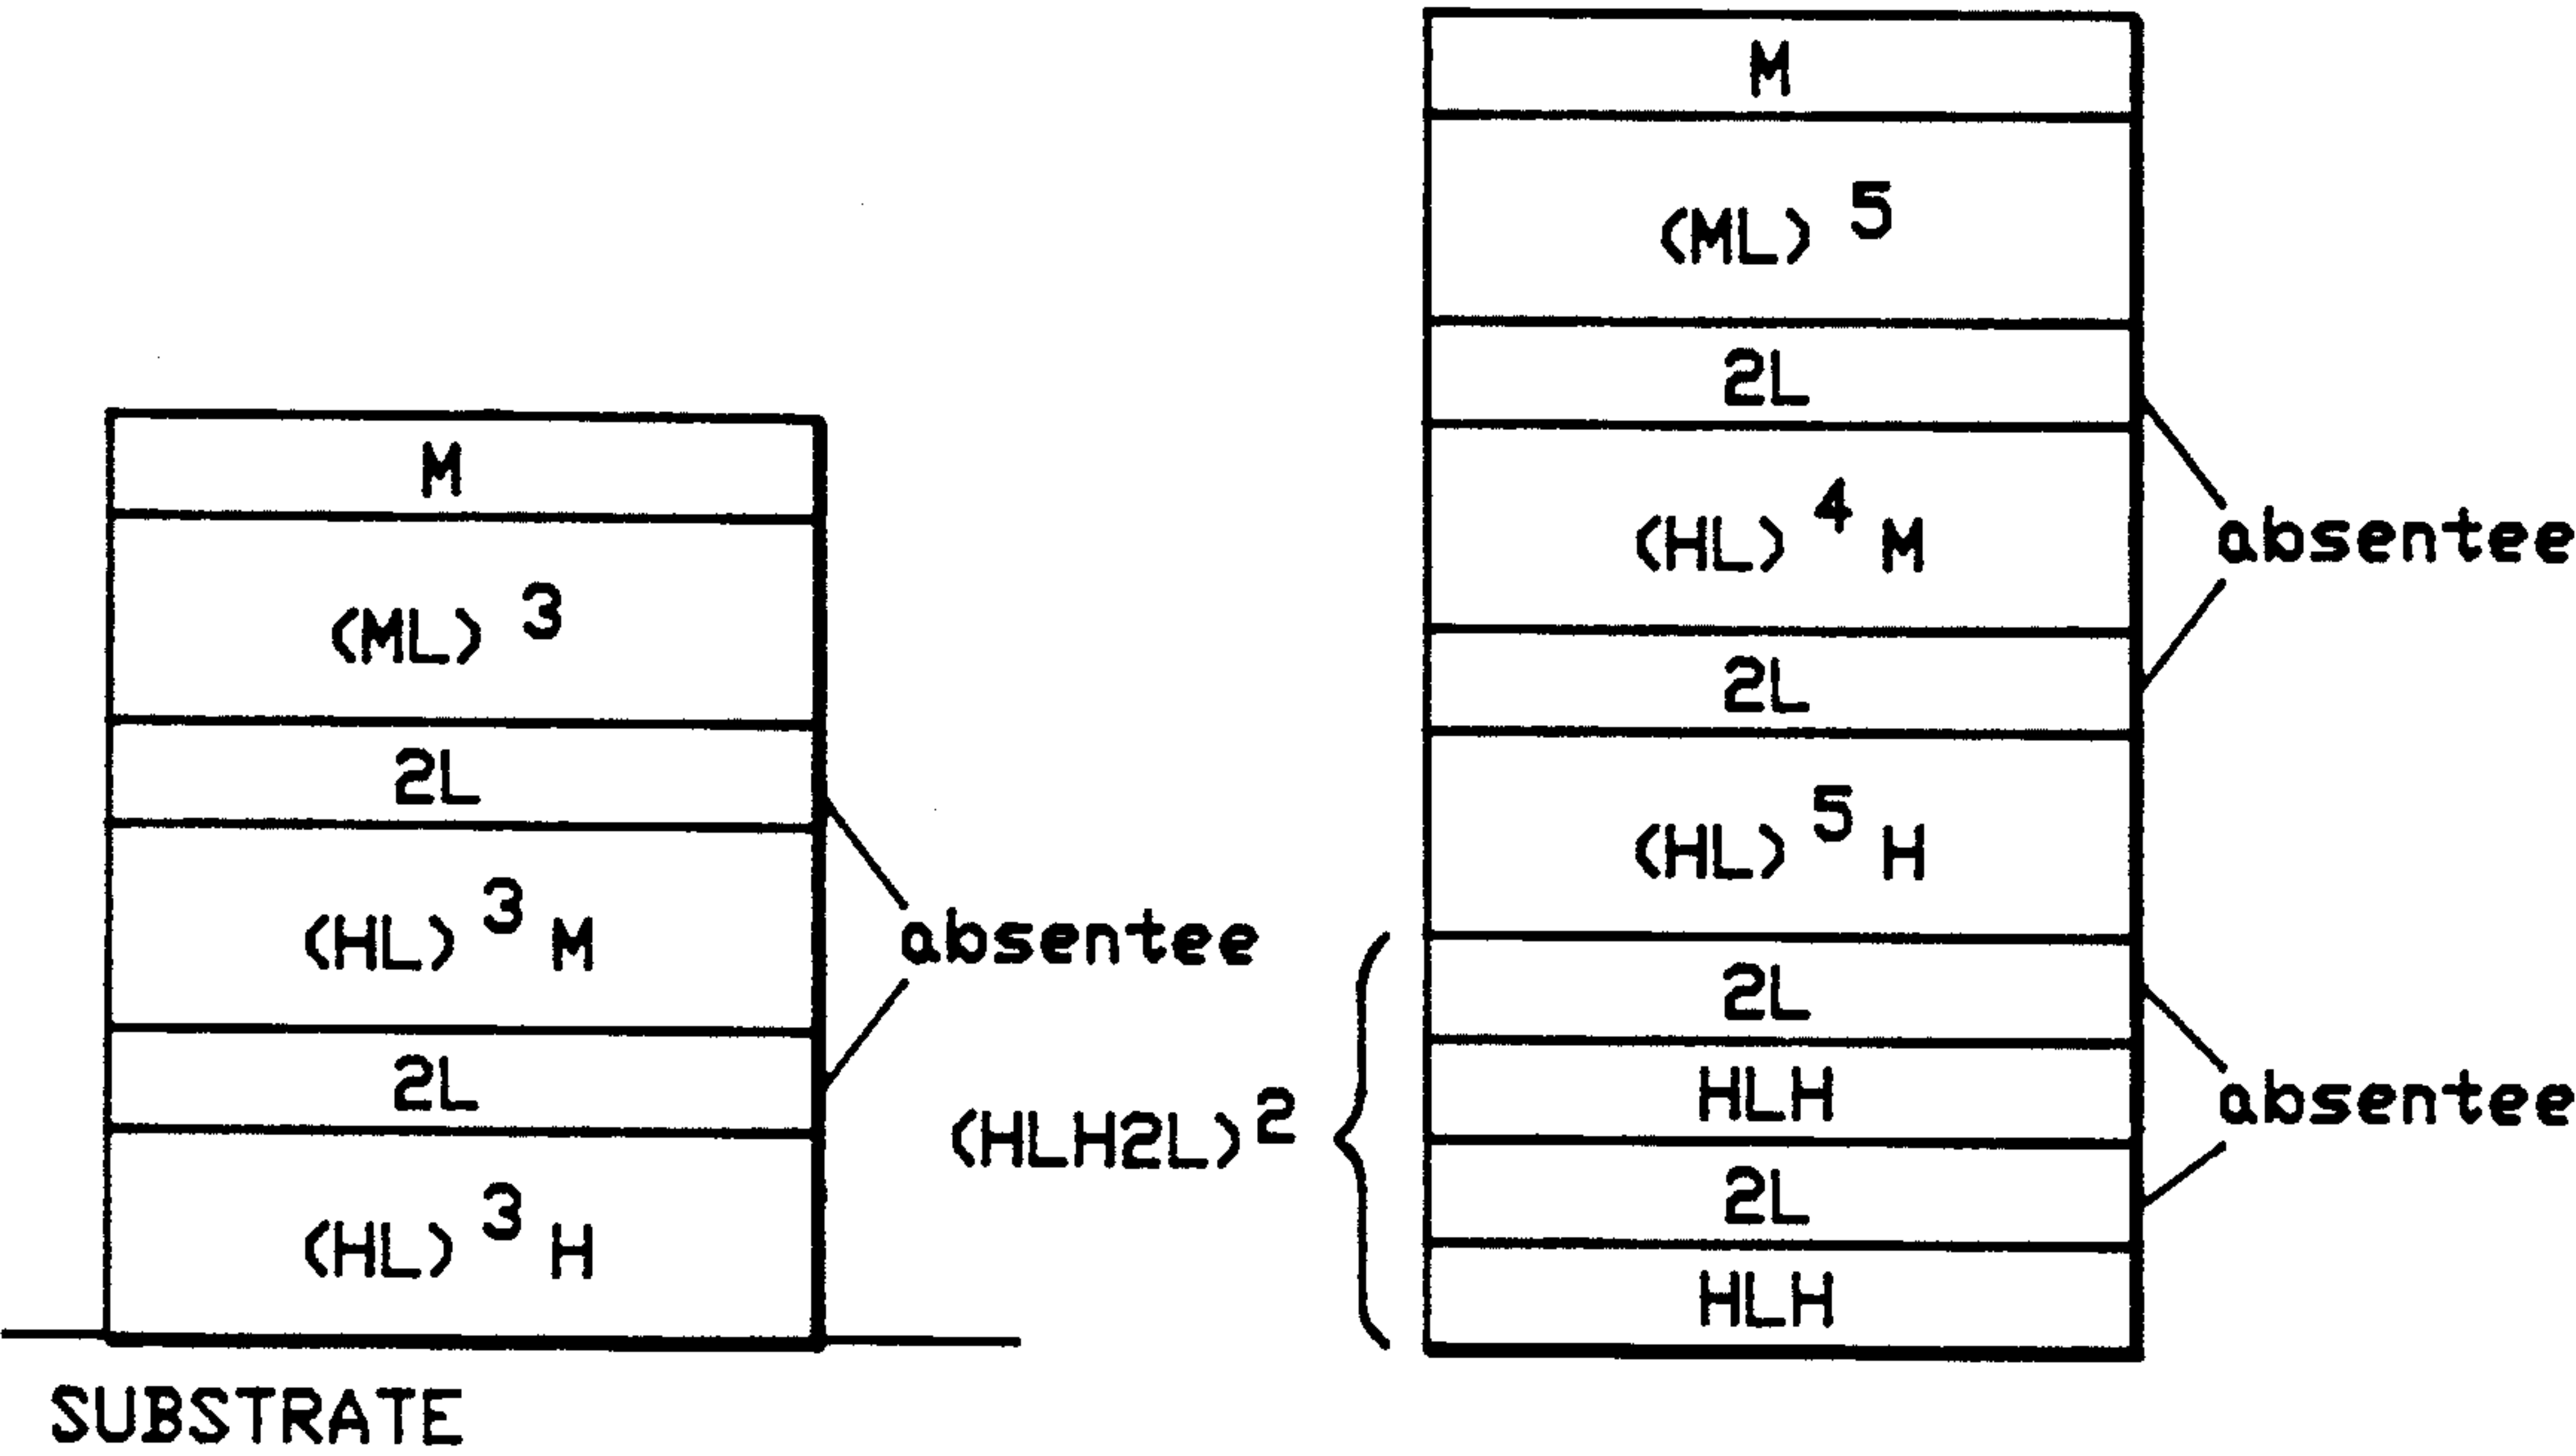 M
(ML) 3
2L
(HL) 3 M
2L
(HL) 3 H
absentee
SUBSTRATE
M
(ML) 5
2L
(HL) 4 M
2L
(HL) 5 H
2L
HLH
2L
HLH
absentee
absentee
(HLH2L) 2